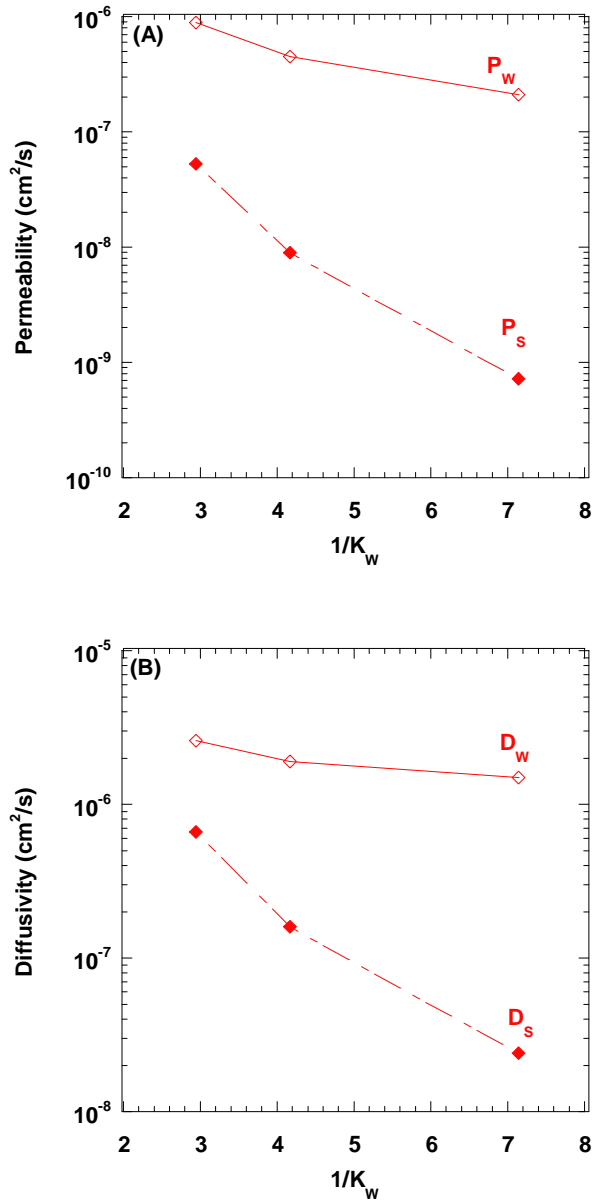 (A)
10^-6
P_W
10^-7
Permeability (cm^2/s)
10^-8
P_S
10^-9
10^-10
2 3 4 5 6 7 8
1/K_W
10^-5
(B)
D_W
10^-6
Diffusivity (cm^2/s)
10^-7
D_S
10^-8
2 3 4 5 6 7 8
1/K_W